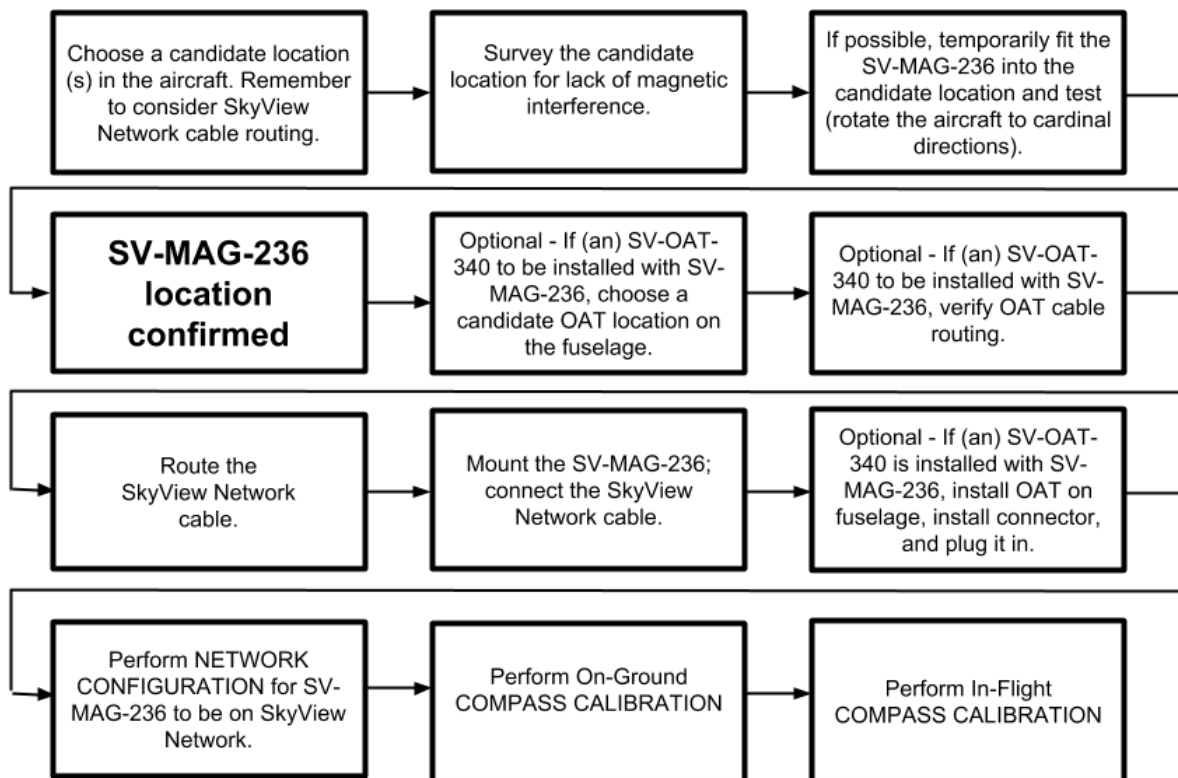 Choose a candidate location
(s) in the aircraft. Remember
to consider SkyView
Network cable routing.
Survey the candidate
location for lack of magnetic
interference.
If possible, temporarily fit the
SV-MAG-236 into the
candidate location and test
(rotate the aircraft to cardinal
directions).
SV-MAG-236
location
confirmed
Optional - If (an) SV-OAT-
340 to be installed with SV-
MAG-236, choose a
candidate OAT location on
the fuselage.
Optional - If (an) SV-OAT-
340 to be installed with SV-
MAG-236, verify OAT cable
routing.
Route the
SkyView Network
cable.
Mount the SV-MAG-236;
connect the SkyView
Network cable.
Optional - If (an) SV-OAT-
340 is installed with SV-
MAG-236, install OAT on
fuselage, install connector,
and plug it in.
Perform NETWORK
CONFIGURATION for SV-
MAG-236 to be on SkyView
Network.
Perform On-Ground
COMPASS CALIBRATION
Perform In-Flight
COMPASS CALIBRATION